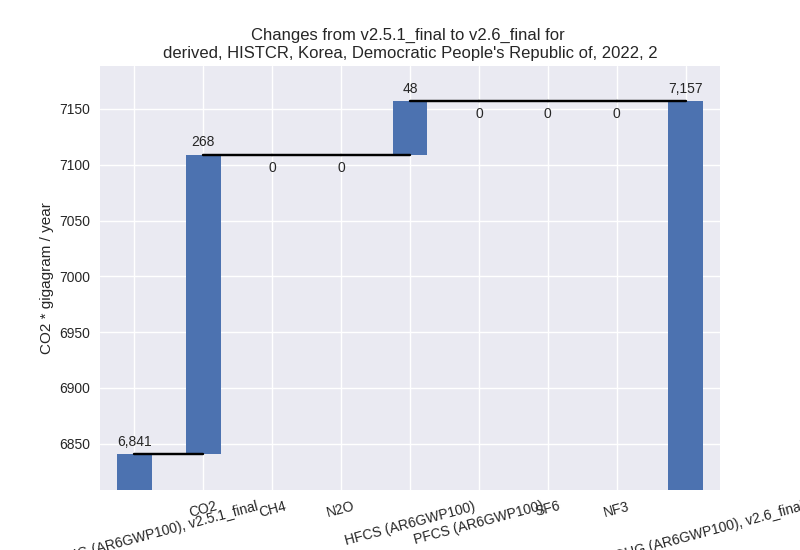 Changes from v2.5.1_final to v2.6_final for
derived, HISTCR, Korea, Democratic People's Republic of, 2022, 2
7,157
48
7150
0 0 0
268
7100
0 0
7050
CO2 * gigagram / year
7000
6950
6900
6850
6,841
CO2
CH4
N2O
HFCS (AR6GWP100)
PFCS (AR6GWP100)
SF6
NF3
(AR6GWP100), v2.5.1_final
(AR6GWP100), v2.6_final